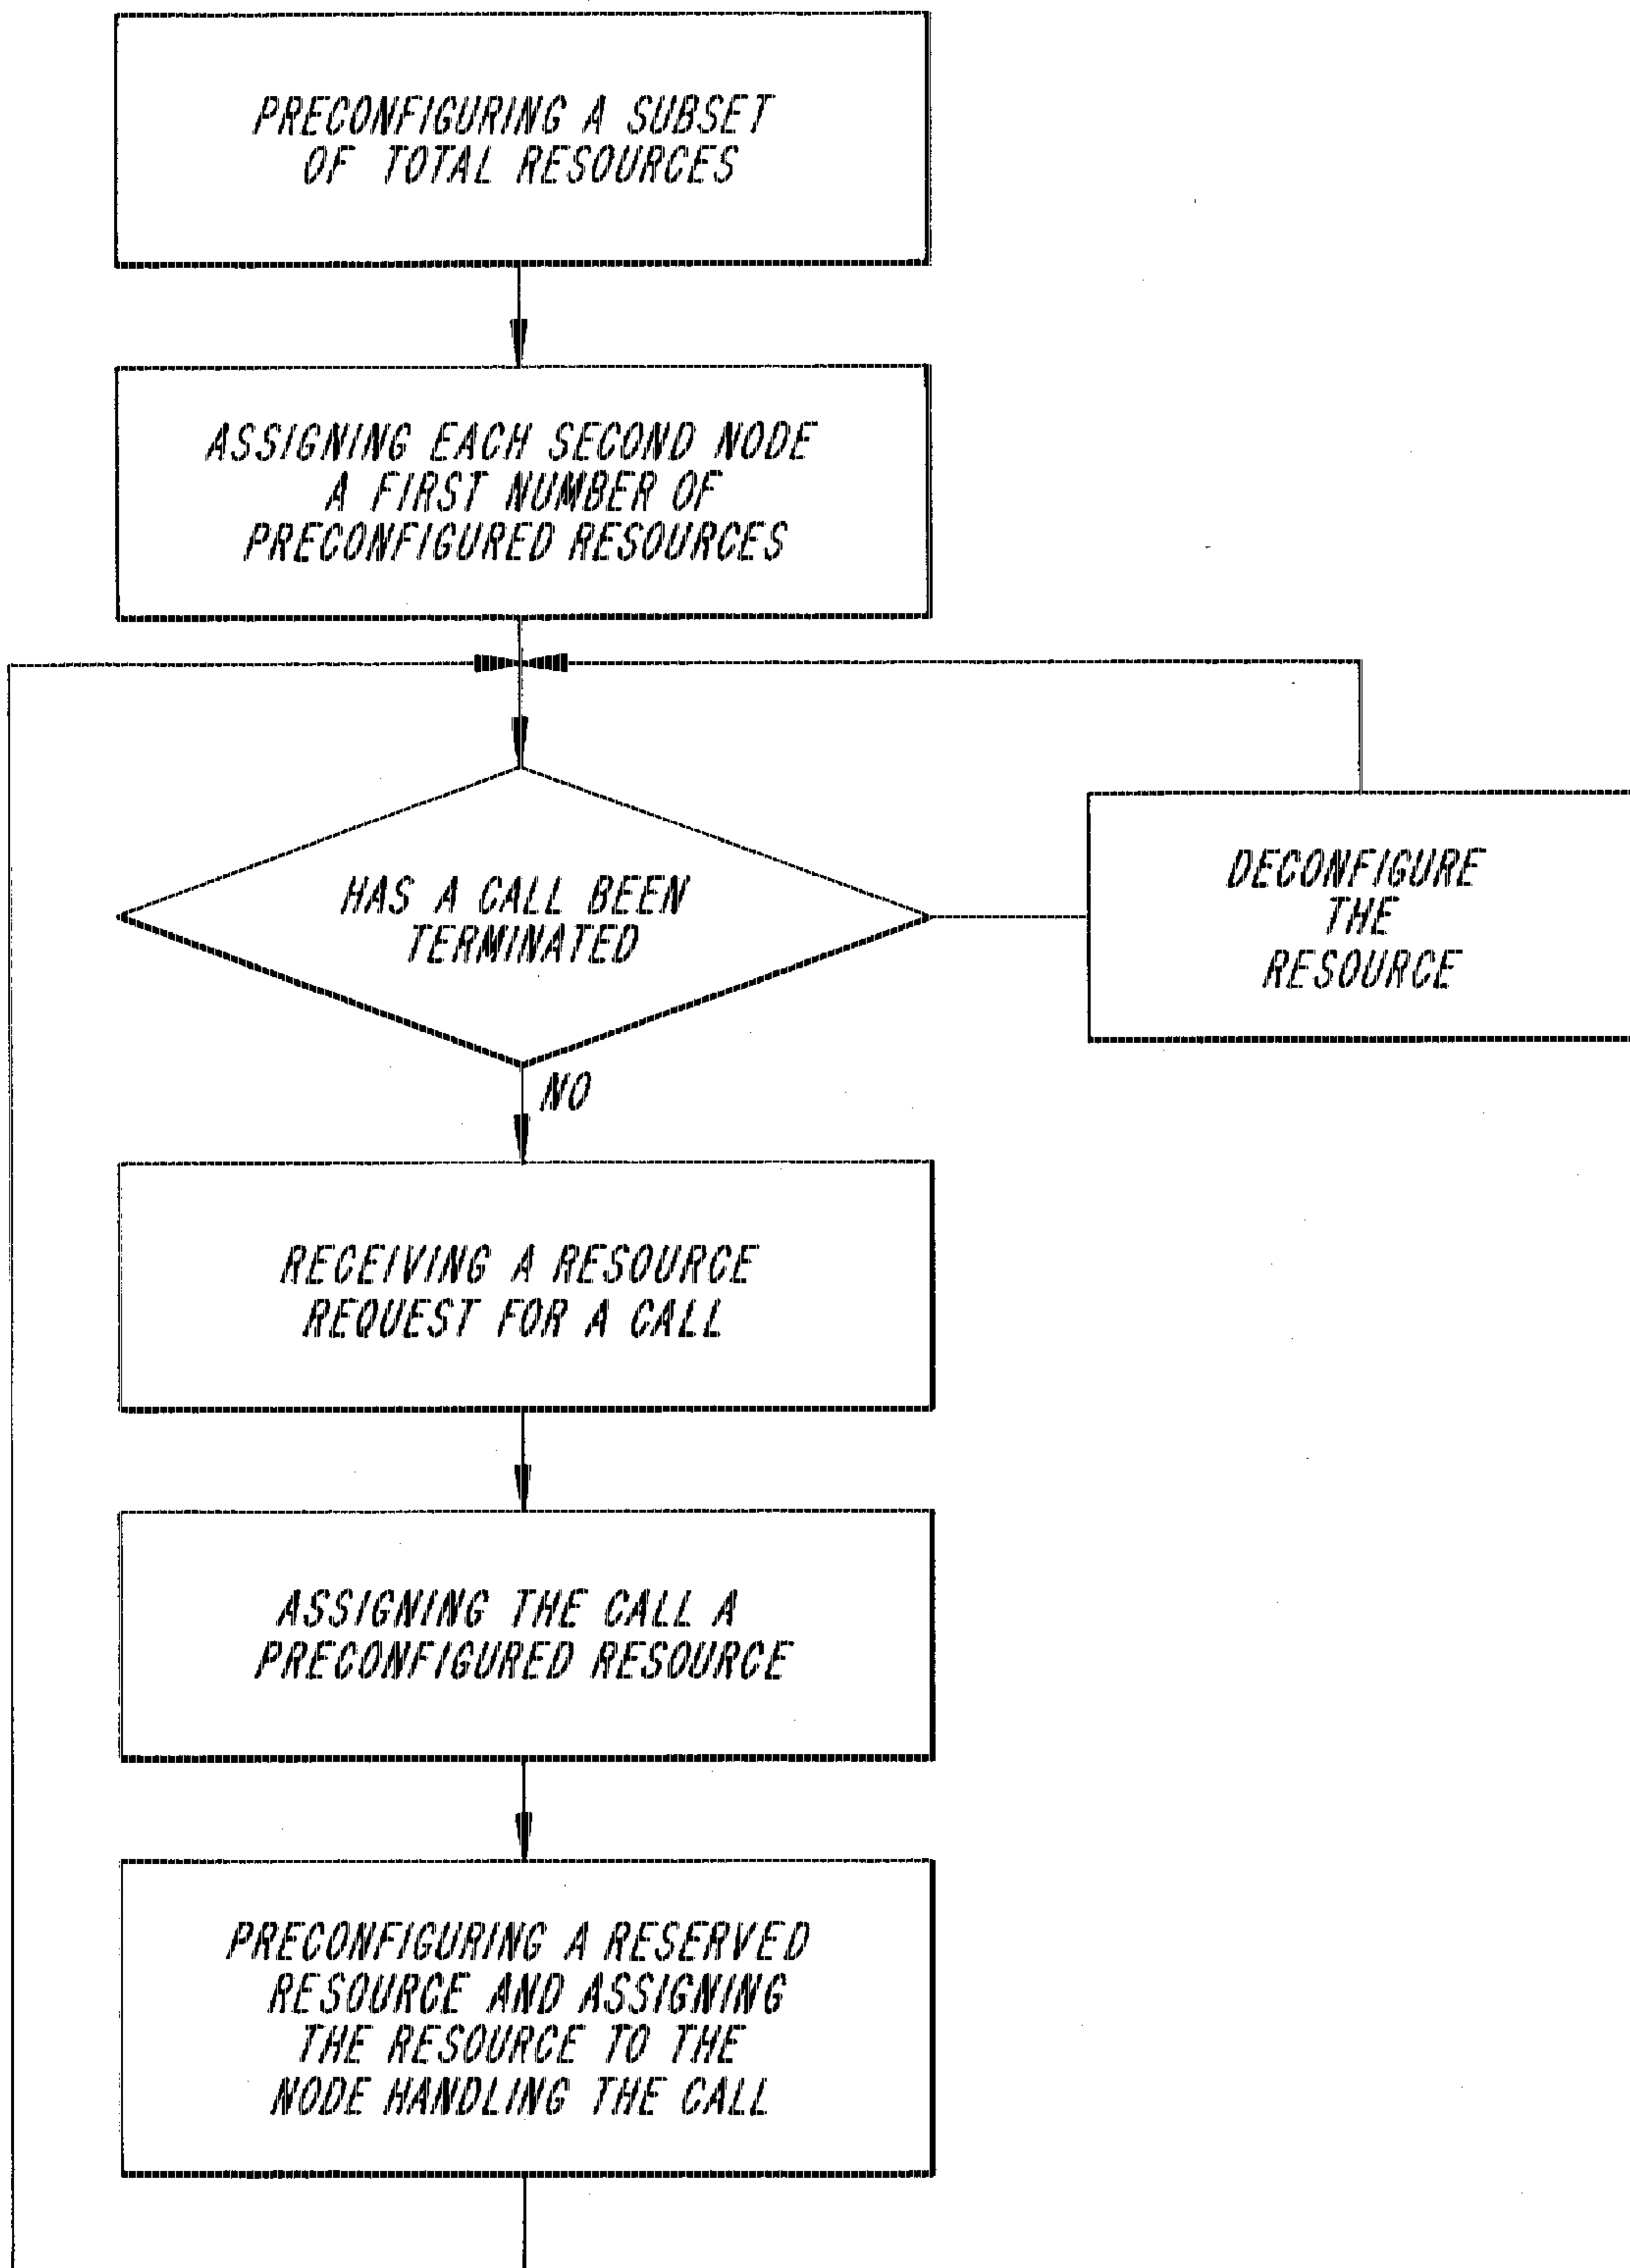 PRECONFIGURING A SUBSET
OF TOTAL RESOURCES
ASSIGNING EACH SECOND NODE
A FIRST NUMBER OF
PRECONFIGURED RESOURCES
HAS A CALL BEEN
TERMINATED
DECONFIGURE
THE
RESOURCE
NO
RECEIVING A RESOURCE
REQUEST FOR A CALL
ASSIGNING THE CALL A
PRECONFIGURED RESOURCE
PRECONFIGURING A RESERVED
RESOURCE AND ASSIGNING
THE RESOURCE TO THE
NODE HANDLING THE CALL